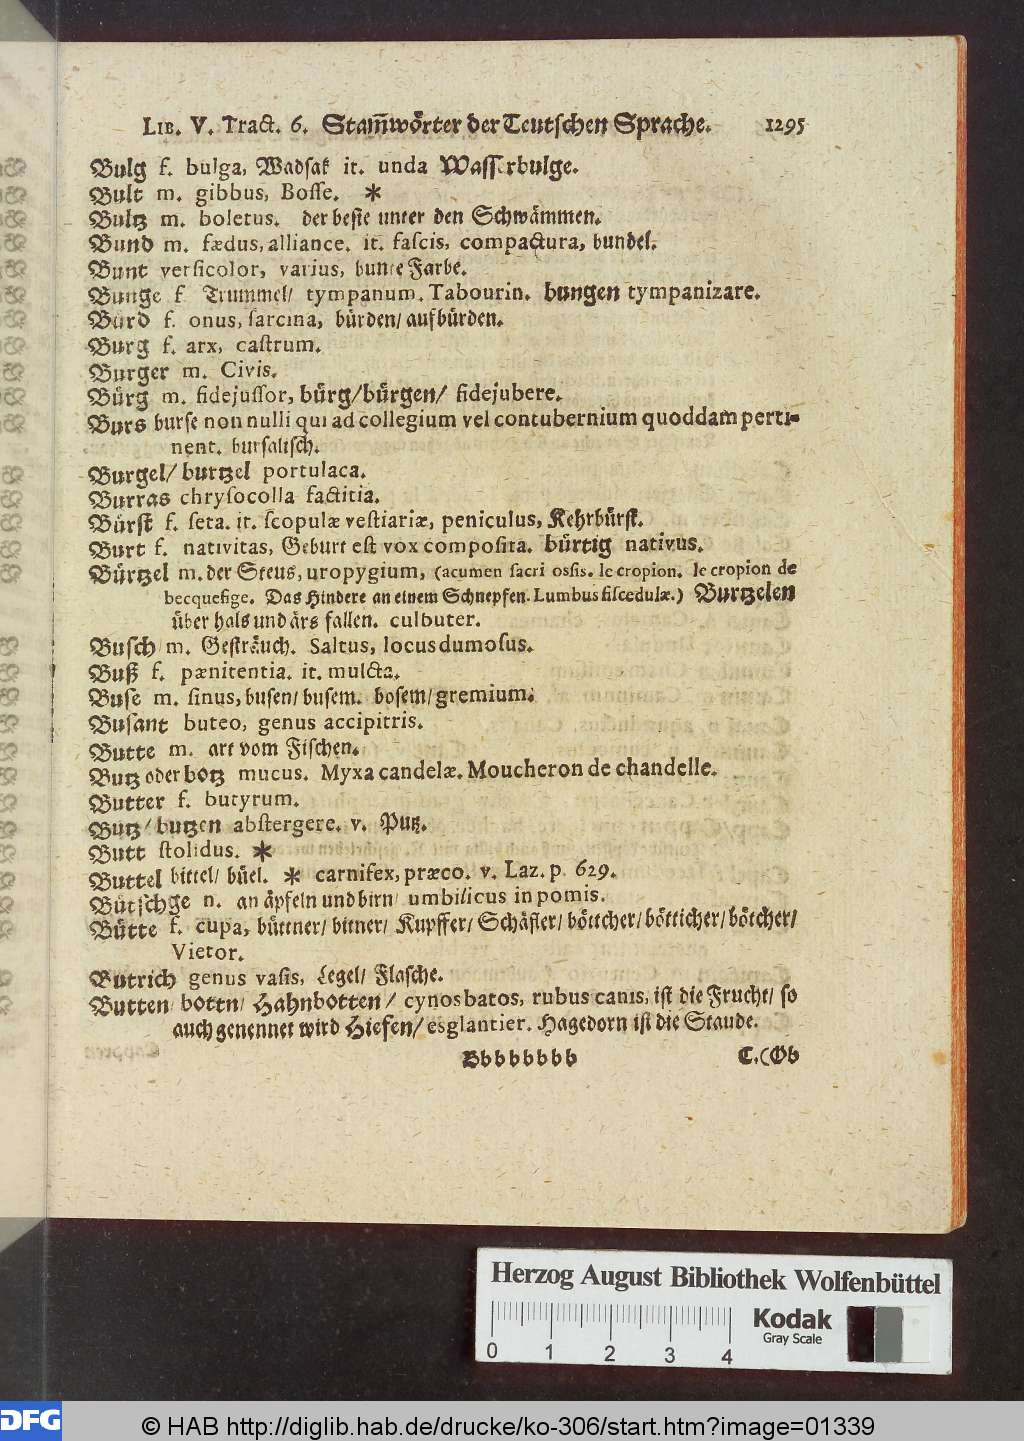 LIB. V. Tract. 6. Stam̃wörter der Teutschen Sprache. 1295
Bulg f. bulga, Wadsak it. unda Wasserbulge.
Bult m. gibbus, Bosse. *
Bultz m. boletus. der beste unter den Schwämmen.
Bund m. fædus, alliance. it. fascis, compactura, bundel.
Bunt versicolor, varius, bunte Farbe.
Bunge f Trummel/ tympanum. Tabourin. bungen tympanizare.
Burd f. onus, sarcina, bürden/ aufbürden.
Burg f. arx, castrum.
Burger m. Civis.
Bürg m. fidejussor, bürg/bürgen/ fidejubere.
Burs burse non nulli qui ad collegium vel contubernium quoddam perti-
nent. bursalisch.
Burgel/ burtzel portulaca.
Burras chrysocolla factitia.
Bürst f. seta. it. scopulæ vestiariæ, peniculus, Kehrbürst.
Burt f. nativitas, Geburt est vox composita. bürtig nativus.
Bürtzel m. der Steus, uropygium, (acumen sacri ossis. le cropion. le cropion de
becquefige. Das Hindere an einem Schnepfen. Lumbus fiscedulæ.) Burtzelen
über hals und ärs fallen. culbuter.
Busch m. Gesträuch. Saltus, locus dumosus.
Buß f. pænitentia. it. mulcta.
Buse m. sinus, busen/ busem. bosem/ gremium.
Busant buteo, genus accipitris.
Butte m. art vom Fischen.
Butz oder botz mucus. Myxa candelæ. Moucheron de chandelle.
Butter f. butyrum.
Butz/ butzen abstergere. v. Putz.
Butt stolidus. *
Buttel bittel/ büel. * carnifex, præco. v. Laz. p. 629.
Bütschge n. an äpfeln und birn/ umbilicus in pomis.
Bütte f. cupa, büttner/ bitner/ Kupffer/ Schäfler/ böttcher/ bötticher/ bötcher/
Vietor.
Butrich genus vasis, Legel/ Flasche.
Butten/ bottn/ Hahnbotten/ cynosbatos, rubus canis, ist die Frucht/ so
auch genennet wird Hiefen/ esglantier. Hagedorn ist die Staude.
Bbbbbbbb C. (Ob
Herzog August Bibliothek Wolfenbüttel
0 1 2 3 4
Kodak
Gray Scale
DFG © HAB http://diglib.hab.de/drucke/ko-306/start.htm?image=01339